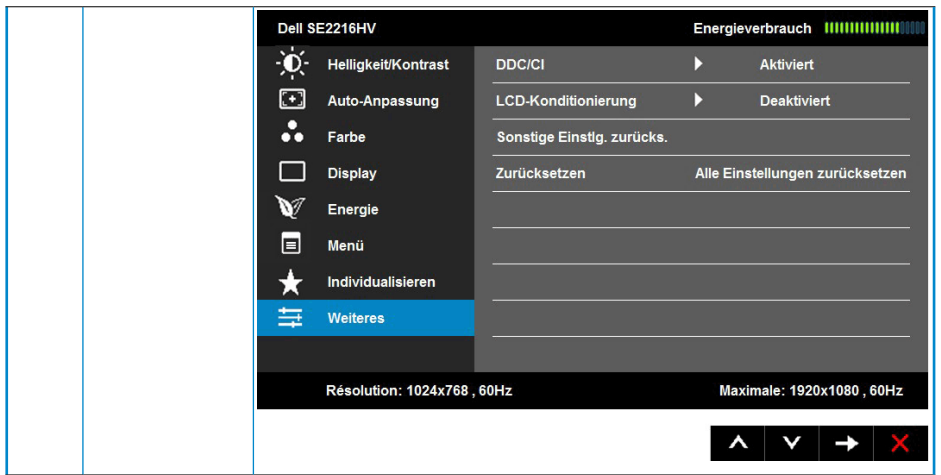 Dell SE2216HV Energieverbrauch
Helligkeit/Kontrast DDC/CI Aktiviert
Auto-Anpassung LCD-Konditionierung Deaktiviert
Farbe Sonstige Einstlg. zurücks.
Display Zurücksetzen Alle Einstellungen zurücksetzen
Energie
Menü
Individualisieren
Weiteres
Résolution: 1024x768 , 60Hz Maximale: 1920x1080 , 60Hz